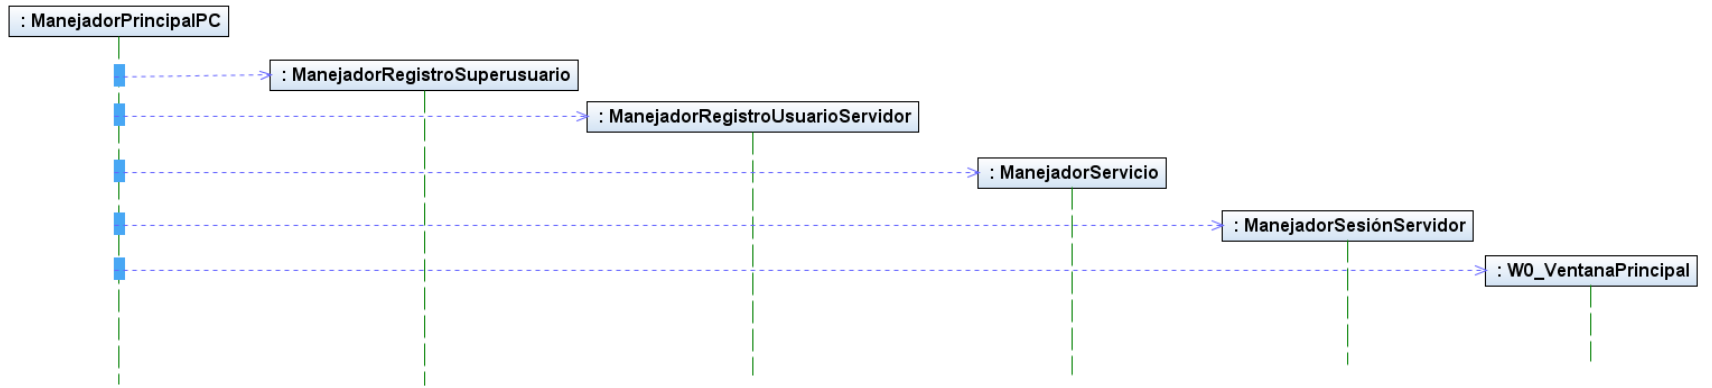 : ManejadorPrincipalPC
: ManejadorRegistroSuperusuario
: ManejadorRegistroUsuarioServidor
: ManejadorServicio
: ManejadorSesiónServidor
: W0_VentanaPrincipal